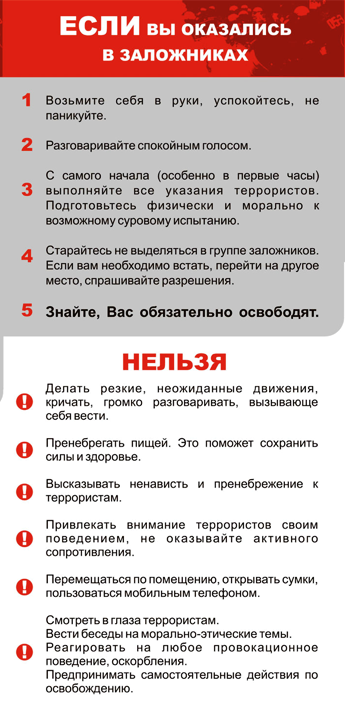 ЕСЛИ ВЫ ОКАЗАЛИСЬ
В ЗАЛОЖНИКАХ
1 Возьмите себя в руки, успокойтесь, не
паникуйте.
2 Разговаривайте спокойным голосом.
С самого начала (особенно в первые часы)
3 выполняйте все указания террористов.
Подготовьтесь физически и морально к
возможному суровому испытанию.
4 Старайтесь не выделяться в группе заложников.
Если вам необходимо встать, перейти на другое
место, спрашивайте разрешения.
5 Знайте, Вас обязательно освободят.
НЕЛЬЗЯ
Делать резкие, неожиданные движения,
! кричать, громко разговаривать, вызывающе
себя вести.
! Пренебрегать пищей. Это поможет сохранить
силы и здоровье.
! Высказывать ненависть и пренебрежение к
террористам.
Привлекать внимание террористов своим
! поведением, не оказывайте активного
сопротивления.
! Перемещаться по помещению, открывать сумки,
пользоваться мобильным телефоном.
Смотреть в глаза террористам.
Вести беседы на морально-этические темы.
! Реагировать на любое провокационное
поведение, оскорбления.
Предпринимать самостоятельные действия по
освобождению.